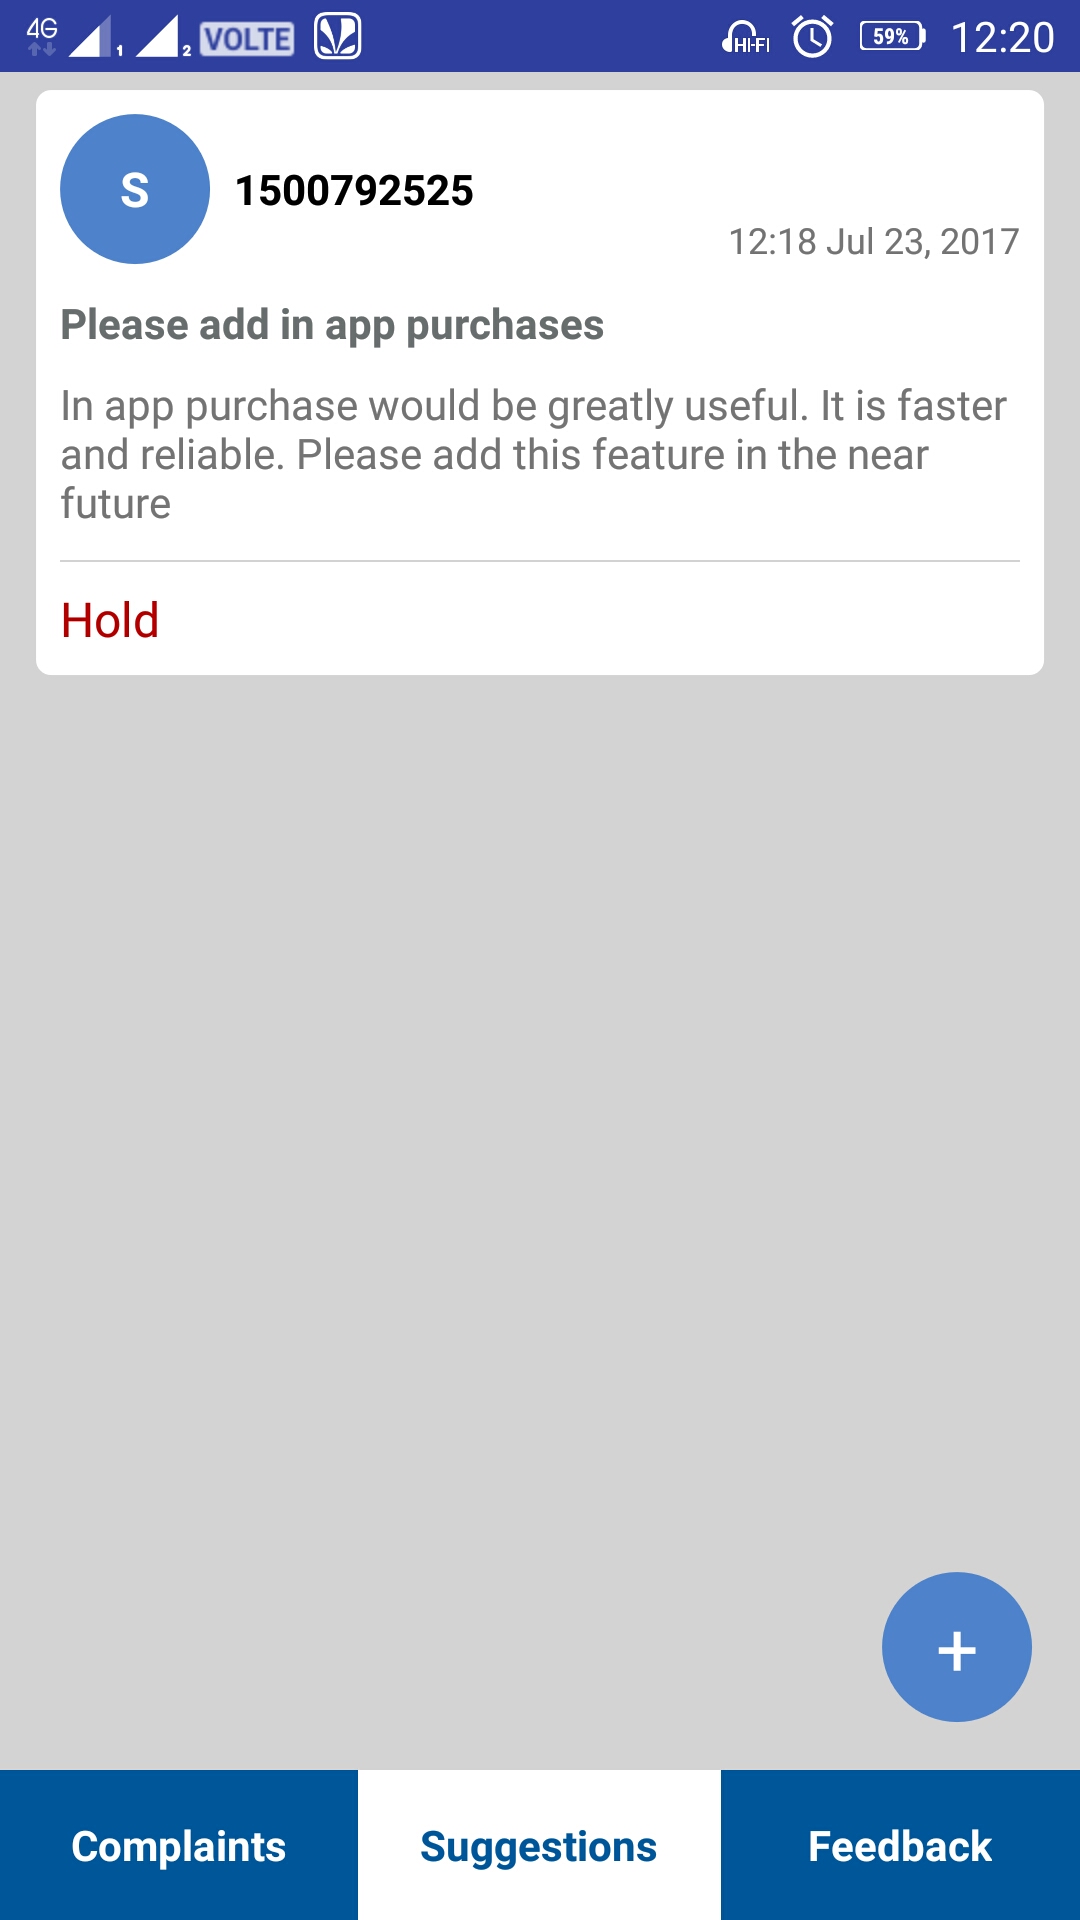 4G 1 2 VOLTE HI-FI 59% 12:20
S 1500792525
12:18 Jul 23, 2017
Please add in app purchases
In app purchase would be greatly useful. It is faster
and reliable. Please add this feature in the near
future
Hold
+
Complaints Suggestions Feedback